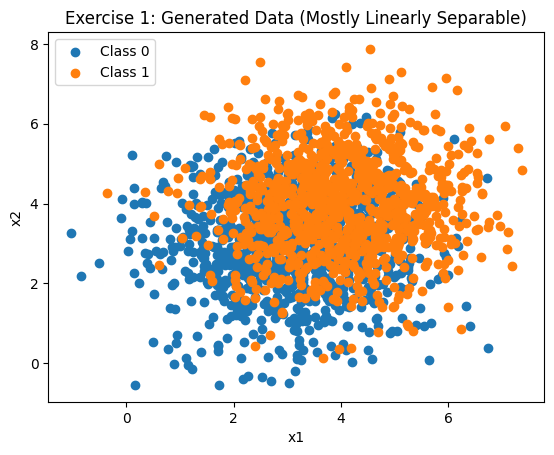 Exercise 1: Generated Data (Mostly Linearly Separable)
Class 0
Class 1
8
6
4
2
0
x2
0
2
4
6
x1